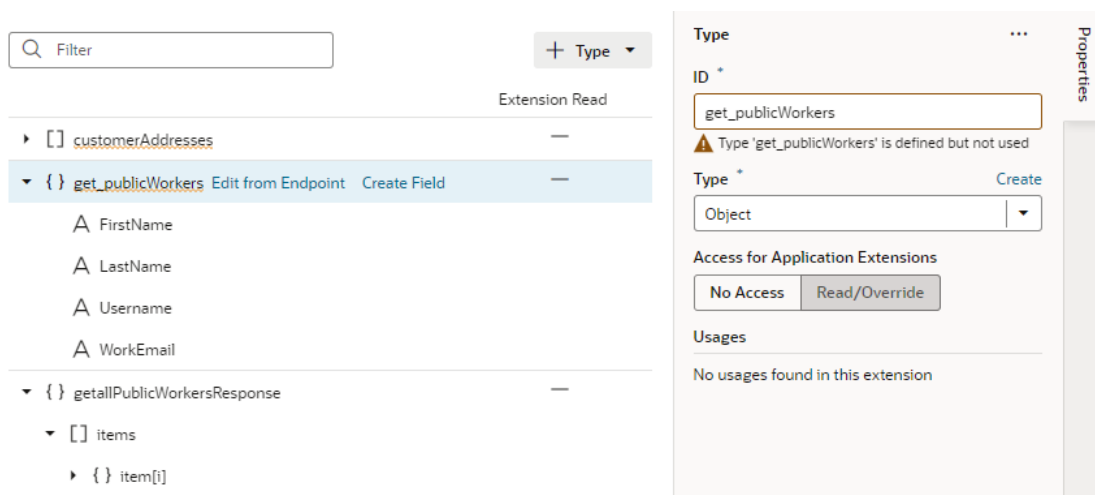 Filter
+ Type
Extension Read
[] customerAddresses —
{ } get_publicWorkers Edit from Endpoint Create Field —
A FirstName
A LastName
A Username
A WorkEmail
{ } getallPublicWorkersResponse —
[] items
{ } item[i]
Type ...
ID *
get_publicWorkers
Type 'get_publicWorkers' is defined but not used
Type * Create
Object
Access for Application Extensions
No Access Read/Override
Usages
No usages found in this extension
Properties